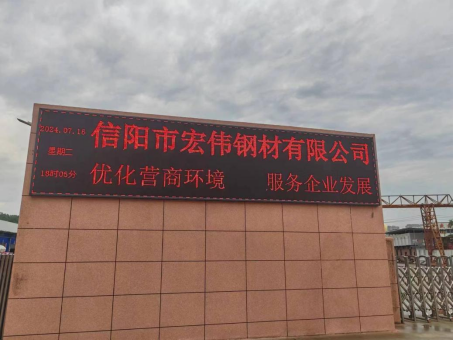 2024.07.16
信阳市宏伟钢材有限公司
星期二
优化营商环境 服务企业发展
15时05分